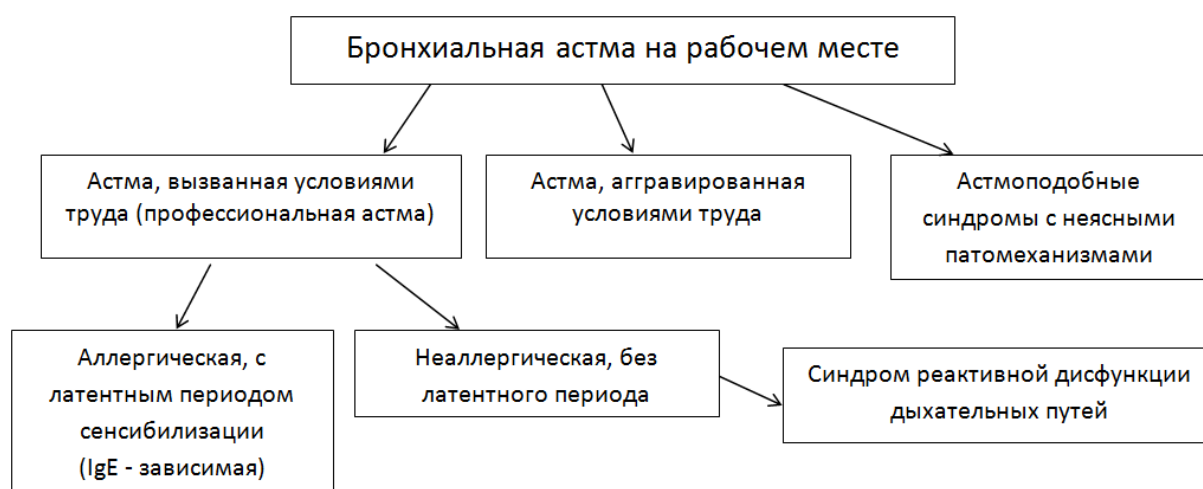 Бронхиальная астма на рабочем месте
Астма, вызванная условиями
труда (профессиональная астма)
Астма, аггравированная
условиями труда
Астмоподобные
синдромы с неясными
патомеханизмами
Аллергическая, с
латентным периодом
сенсибилизации
(IgE - зависимая)
Неаллергическая, без
латентного периода
Синдром реактивной дисфункции
дыхательных путей